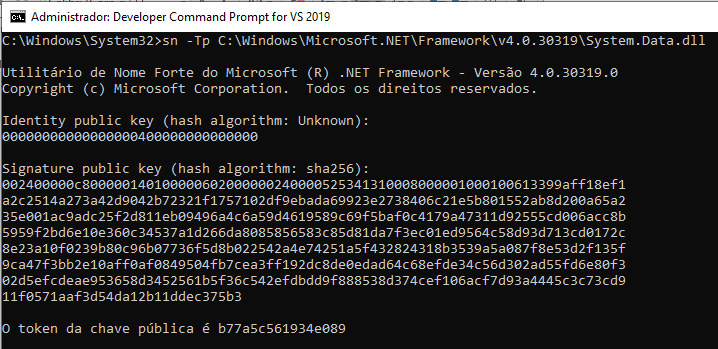 Administrador: Developer Command Prompt for VS 2019
C:\Windows\System32>sn -Tp C:\Windows\Microsoft.NET\Framework\v4.0.30319\System.Data.dll
Utilitário de Nome Forte do Microsoft (R) .NET Framework - Versão 4.0.30319.0
Copyright (c) Microsoft Corporation.  Todos os direitos reservados.
Identity public key (hash algorithm: Unknown):
00000000000000000400000000000000
Signature public key (hash algorithm: sha256):
002400000c800000140100000602000000240000525341310008000001000100613399aff18ef1
a2c2514a273a42d9042b72321f1757102df9ebada69923e2738406c21e5b801552ab8d200a65a2
35e001ac9adc25f2d811eb09496a4c6a59d4619589c69f5baf0c4179a47311d92555cd006acc8b
5959f2bd6e10e360c34537a1d266da8085856583c85d81da7f3ec01ed9564c58d93d713cd0172c
8e23a10f0239b80c96b07736f5d8b022542a4e74251a5f432824318b3539a5a087f8e53d2f135f
9ca47f3bb2e10aff0af0849504fb7cea3ff192dc8de0edad64c68efde34c56d302ad55fd6e80f3
02d5efcdeae953658d3452561b5f36c542efdbdd9f888538d374cef106acf7d93a4445c3c73cd9
11f0571aaf3d54da12b11ddec375b3
O token da chave pública é b77a5c561934e089